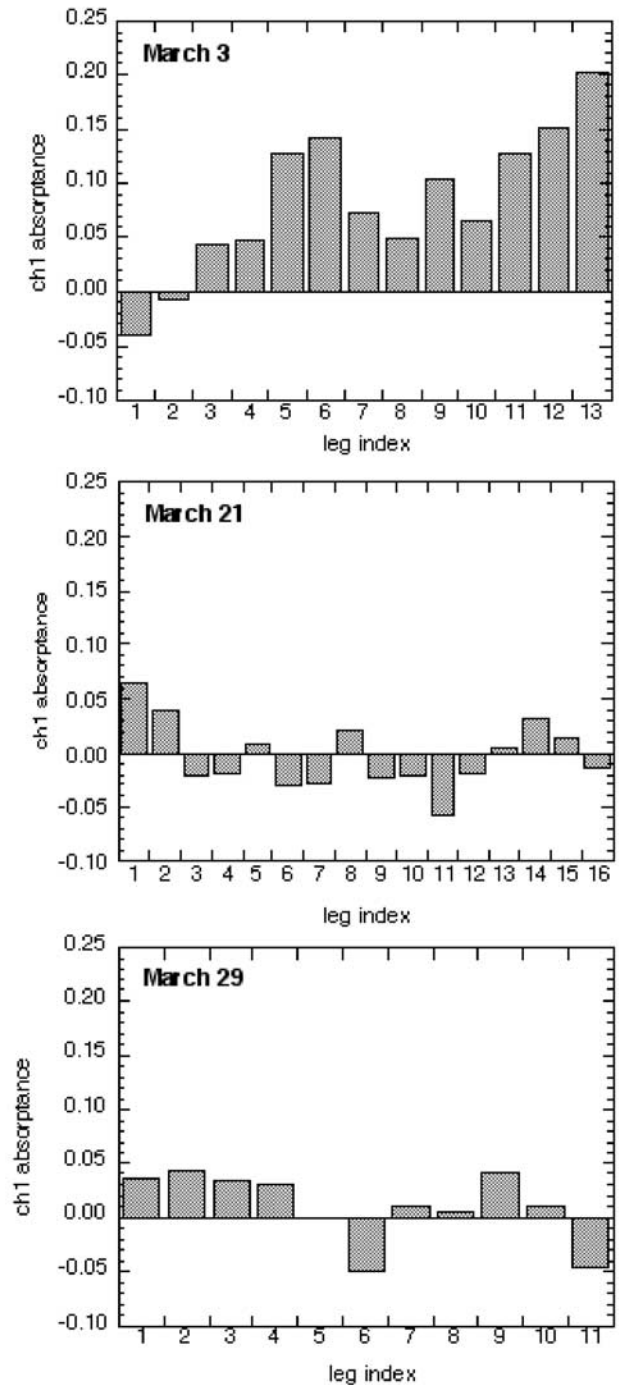 March 3
ch1 absorptance
0.25
0.20
0.15
0.10
0.05
0.00
-0.05
-0.10
1 2 3 4 5 6 7 8 9 10 11 12 13
leg index
March 21
ch1 absorptance
0.25
0.20
0.15
0.10
0.05
0.00
-0.05
-0.10
1 2 3 4 5 6 7 8 9 10 11 12 13 14 15 16
leg index
March 29
ch1 absorptance
0.25
0.20
0.15
0.10
0.05
0.00
-0.05
-0.10
1 2 3 4 5 6 7 8 9 10 11
leg index